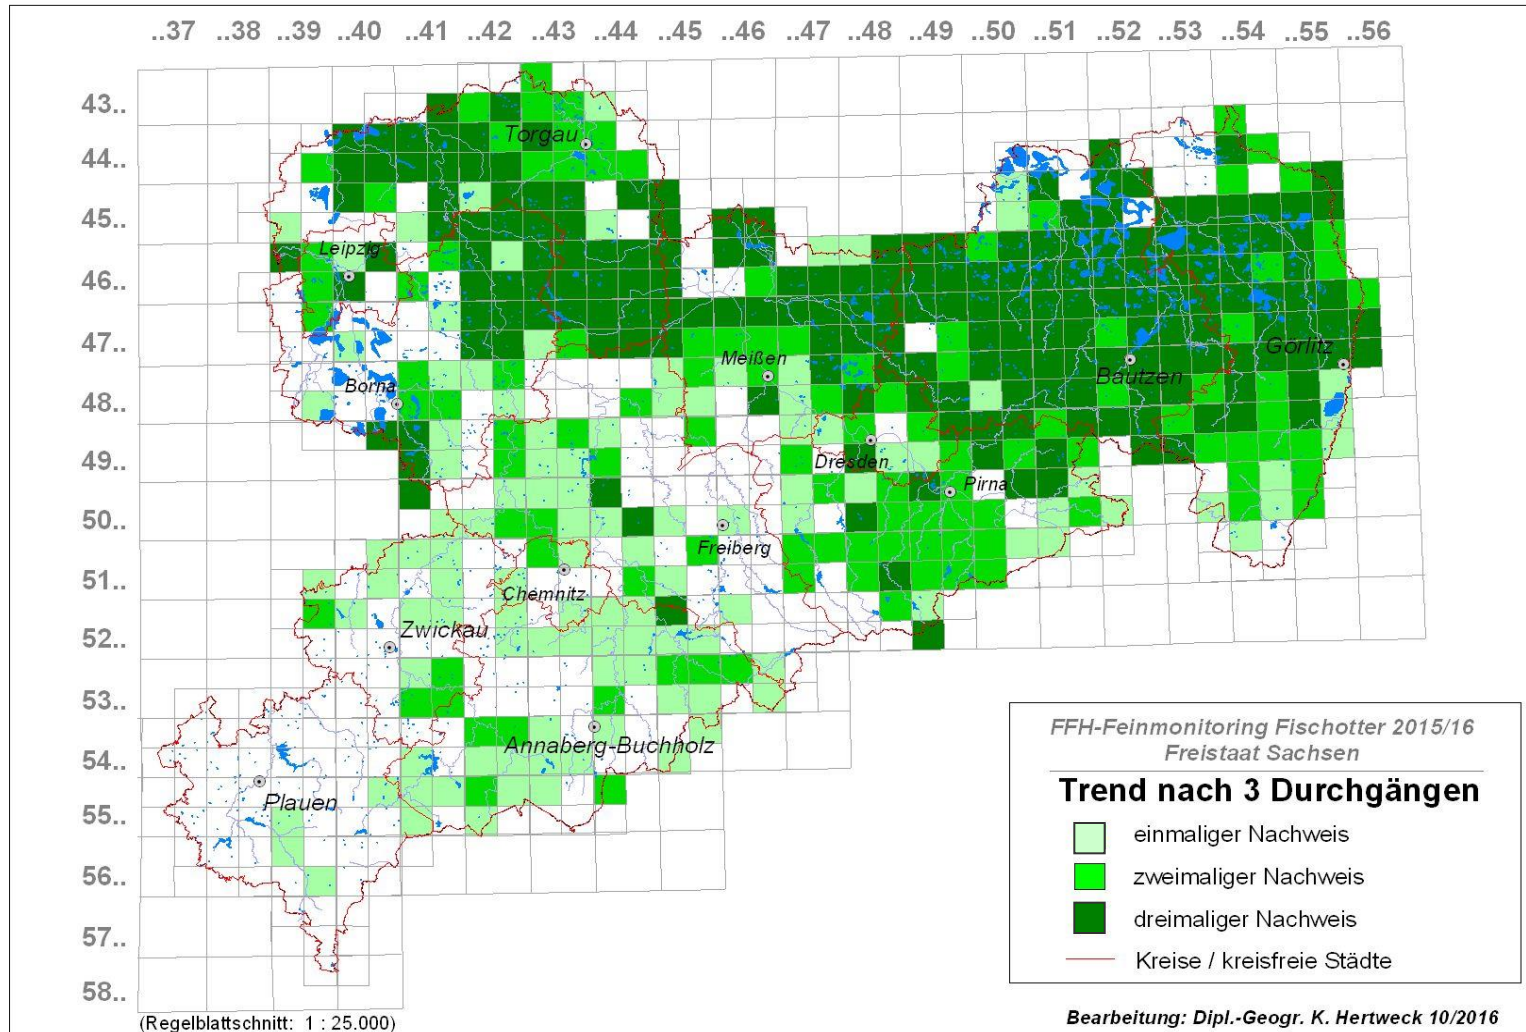 ..37 ..38 ..39 ..40 ..41 ..42 ..43 ..44 ..45 ..46 ..47 ..48 ..49 ..50 ..51 ..52 ..53 ..54 ..55 ..56
43..
Torgau
44..
45..
Leipzig
46..
47..
Meißen
Görlitz
Bautzen
Borna
48..
49..
Dresden
Pirna
50..
Freiberg
51..
Chemnitz
52..
Zwickau
53..
54..
Annaberg-Buchholz
Plauen
55..
56..
57..
58..
(Regelblattschnitt: 1 : 25.000)
FFH-Feinmonitoring Fischotter 2015/16
Freistaat Sachsen
Trend nach 3 Durchgängen
einmaliger Nachweis
zweimaliger Nachweis
dreimaliger Nachweis
Kreise / kreisfreie Städte
Bearbeitung: Dipl.-Geogr. K. Hertweck 10/2016